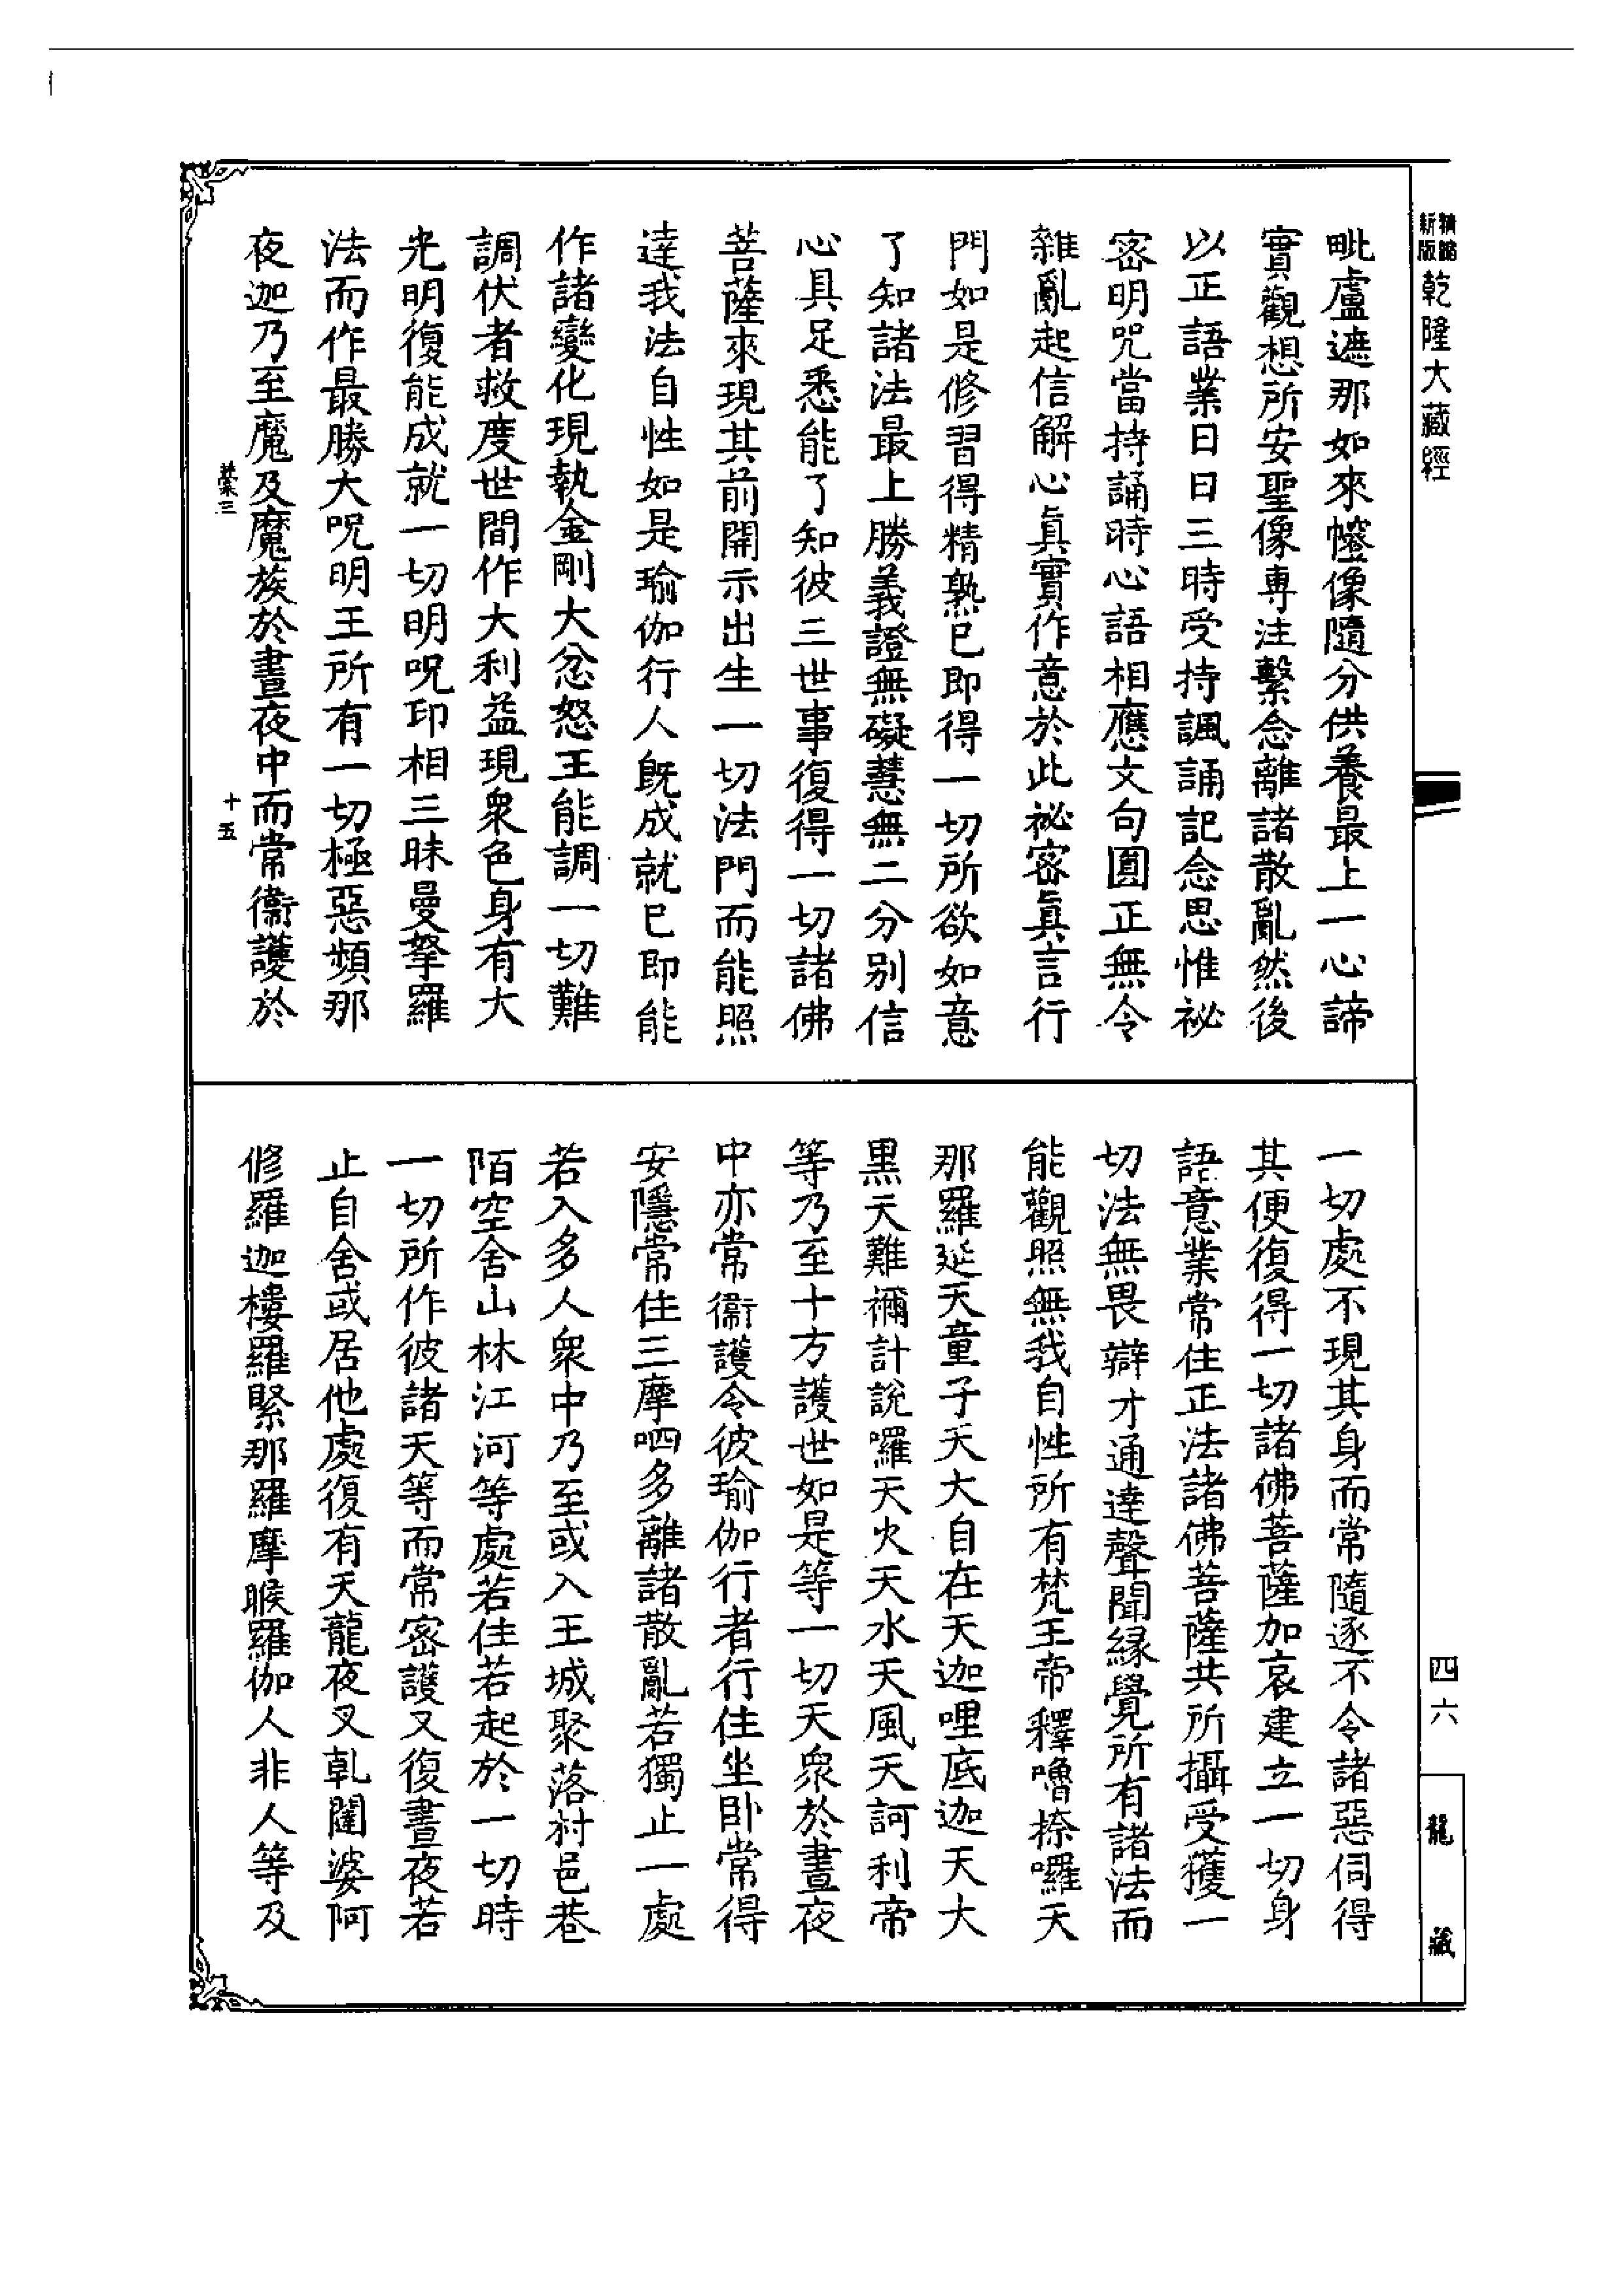 精縮新版 乾隆大藏經
毗盧遮那如來㡧像隨分供養最上一心諦
實觀想所安聖像專注繫念離諸散亂然後
以正語業日日三時受持諷誦記念思惟祕
密明咒當持誦時心語相應文句圓正無令
雜亂起信解心眞實作意於此祕密眞言行
門如是修習得精熟已即得一切所欲如意
了知諸法最上勝義證無礙慧無二分別信
心具足悉能了知彼三世事復得一切諸佛
菩薩來現其前開示出生一切法門而能照
達我法自性如是瑜伽行人旣成就已即能
作諸變化現執金剛大忿怒王能調一切難
調伏者救度世間作大利益現衆色身有大
光明復能成就一切明呪印相三昧曼拏羅
法而作最勝大呪明王所有一切極惡頻那
夜迦乃至魔及魔族於晝夜中而常衞護於
十五
一切處不現其身而常隨逐不令諸惡伺得
其便復得一切諸佛菩薩加哀建立一切身
語意業常住正法諸佛菩薩共所攝受獲一
切法無畏辯才通達聲聞緣覺所有諸法而
能觀照無我自性所有梵王帝釋嚕捺囉天
那羅延天童子天大自在天迦哩底迦天大
黑天難禰計說囉天火天水天風天訶利帝
等乃至十方護世如是等一切天衆於晝夜
中亦常衞護令彼瑜伽行者行住坐卧常得
安隱常住三摩呬多離諸散亂若獨止一處
若入多人衆中乃至或入王城聚落村邑巷
陌空舍山林江河等處若住若起於一切時
一切所作彼諸天等而常密護又復晝夜若
止自舍或居他處復有天龍夜叉乹闥婆阿
修羅迦樓羅緊那羅摩睺羅伽人非人等及
四六
龍藏